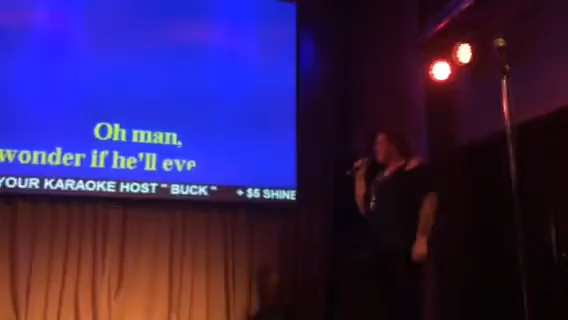 Oh man,
wonder if he'll eve
YOUR KARAOKE HOST " BUCK " + $5 SHINE